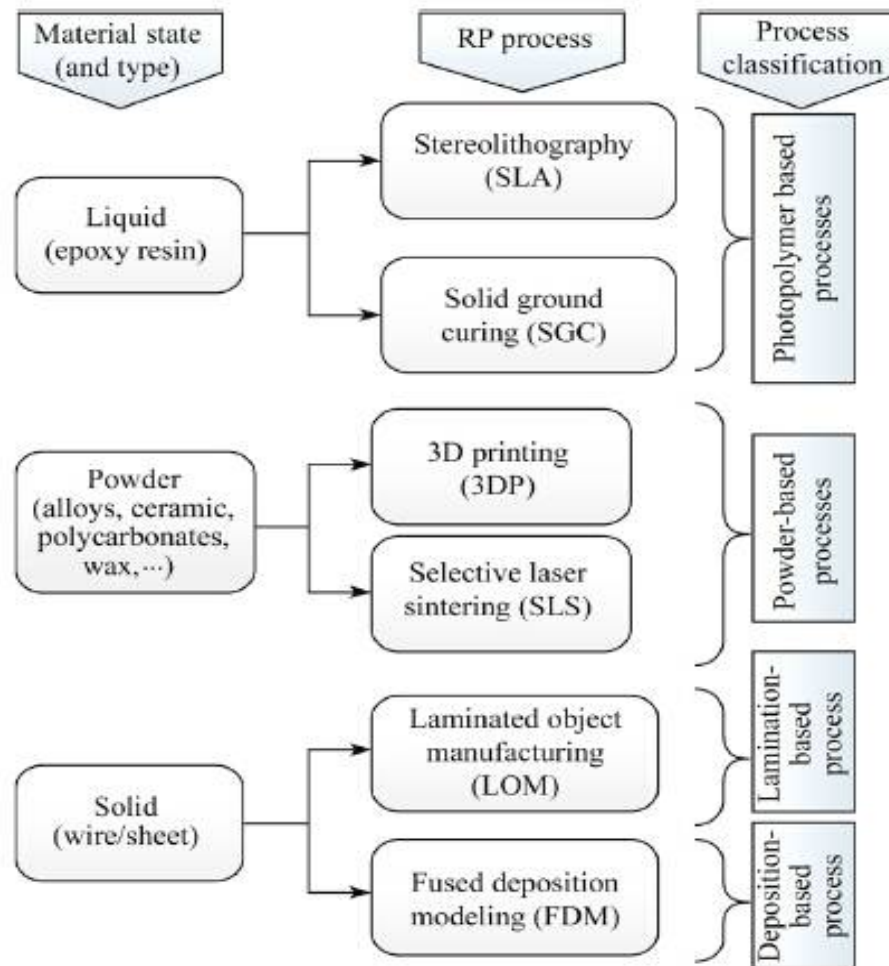 Material state
(and type)
RP process
Process
classification
Liquid
(epoxy resin)
Stereolithography
(SLA)
Solid ground
curing (SGC)
Photopolymer based
processes
Powder
(alloys, ceramic,
polycarbonates,
wax,···)
3D printing
(3DP)
Selective laser
sintering (SLS)
Powder-based
processes
Solid
(wire/sheet)
Laminated object
manufacturing
(LOM)
Fused deposition
modeling (FDM)
Lamination-
based
process
Deposition-
based
process